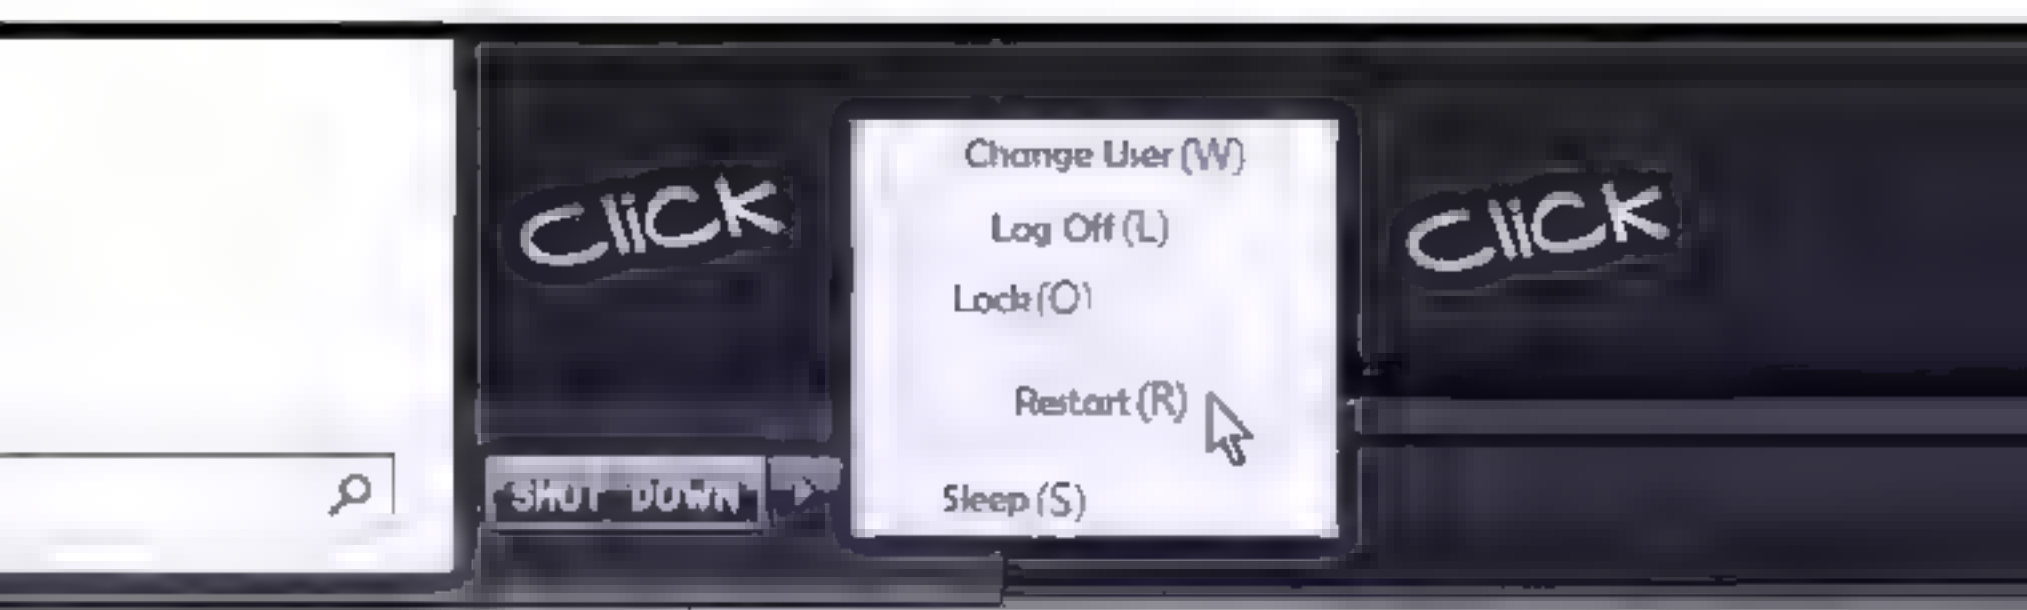 CliCK
Change User (W)
Log Off (L)
Lock (O)
Restart (R)
Sleep (S)
SHUT DOWN
CliCK